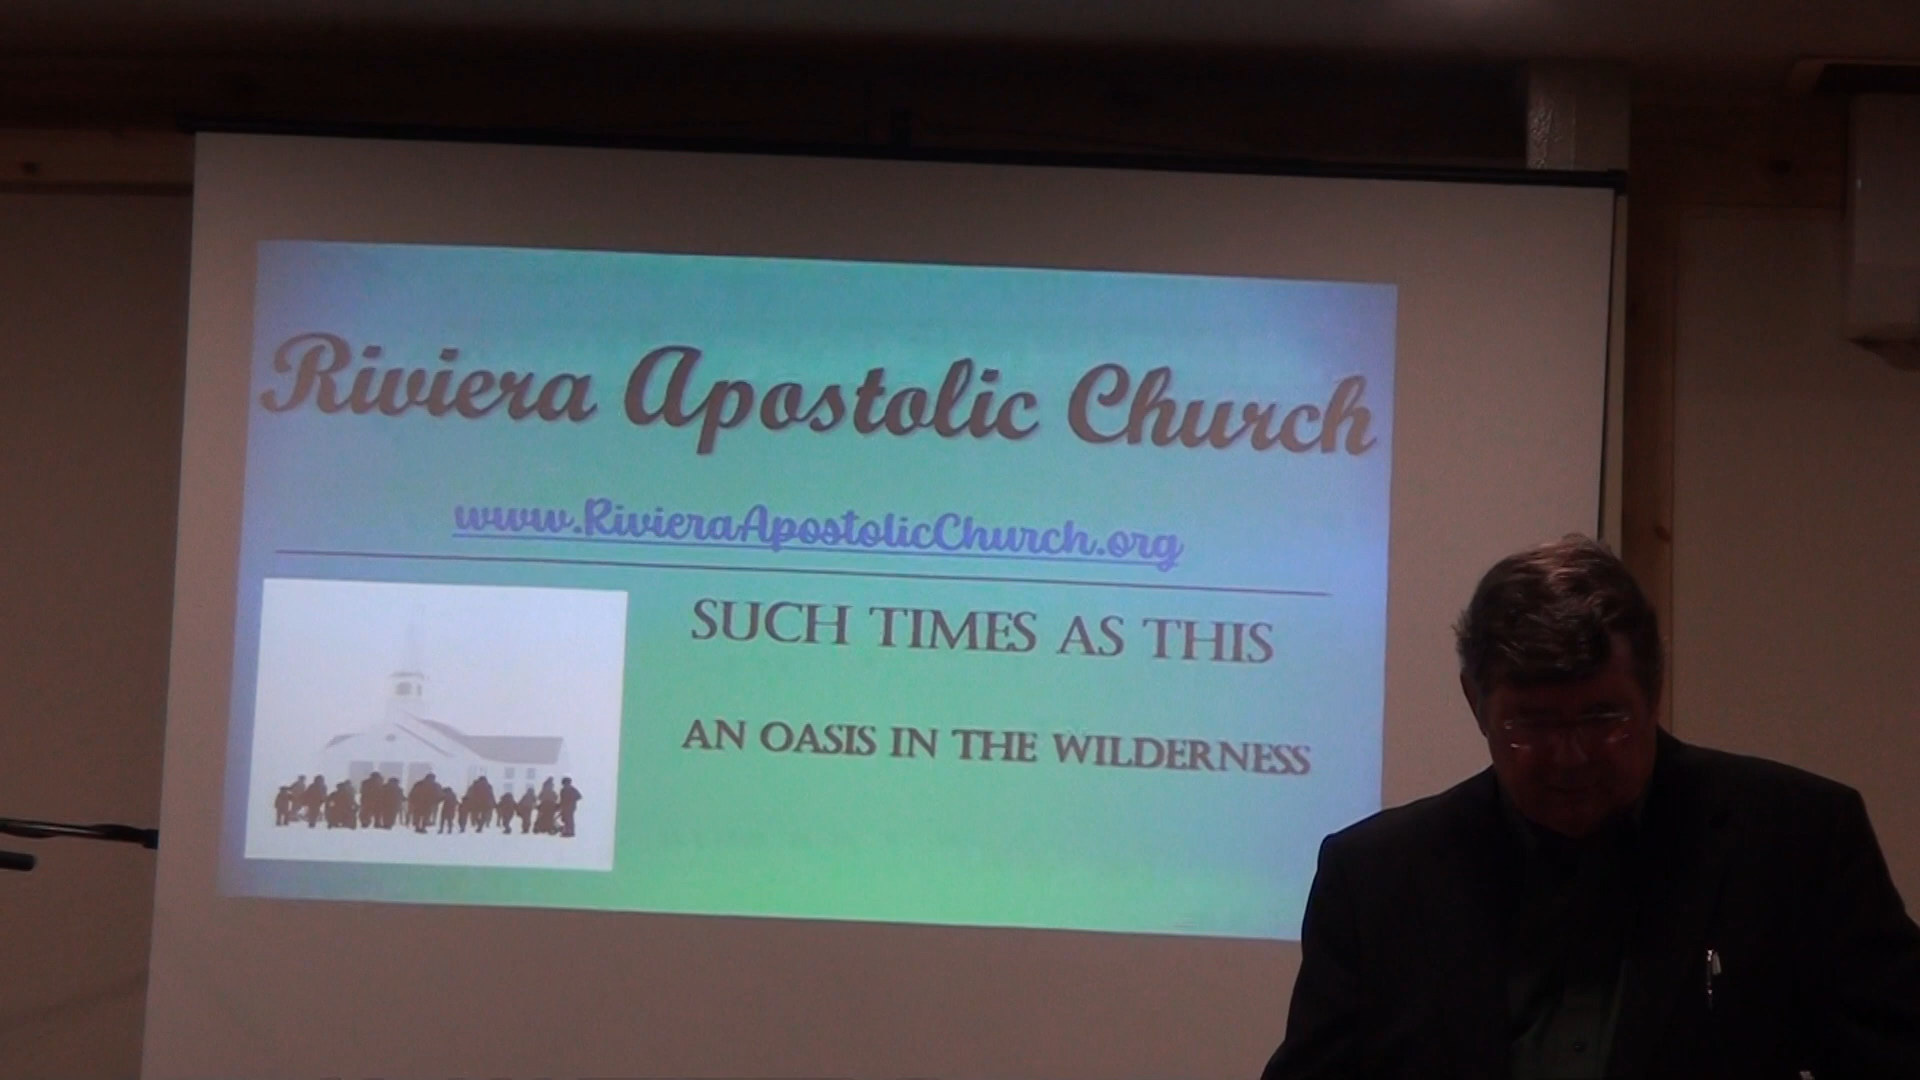 Riviera Apostolic Church
www.RivieraApostolicChurch.org
SUCH TIMES AS THIS
AN OASIS IN THE WILDERNESS